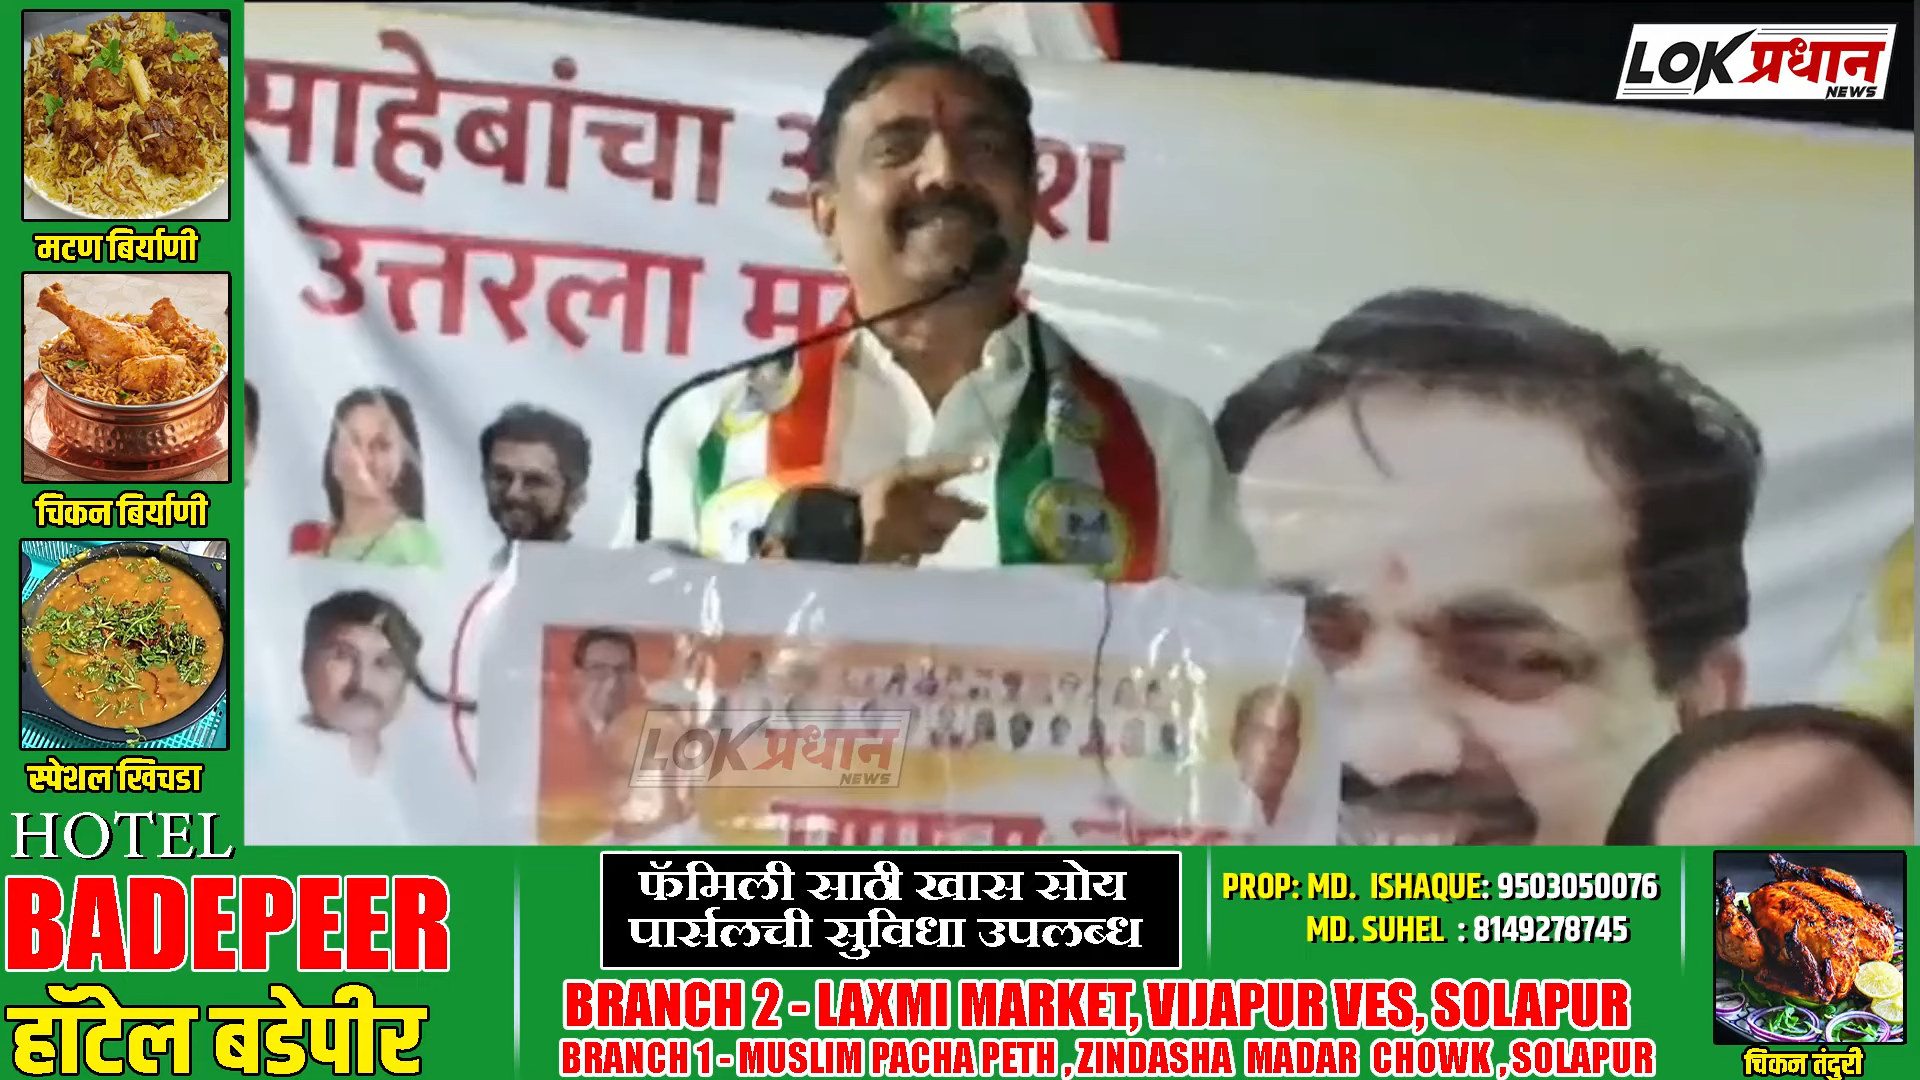 LOK प्रधान
NEWS
साहेबांचा
उत्तरला
मटण बिर्याणी
चिकन बिर्याणी
स्पेशल खिचडा
LOK प्रधान
NEWS
HOTEL
BADEPEER
हॉटेल बडेपीर
फॅमिली साठी खास सोय
पार्सलची सुविधा उपलब्ध
PROP: MD. ISHAQUE: 9503050076
MD. SUHEL : 8149278745
BRANCH 2 - LAXMI MARKET, VIJAPUR VES, SOLAPUR
BRANCH 1 - MUSLIM PACHA PETH , ZINDASHA MADAR CHOWK , SOLAPUR
चिकन तंदुरी